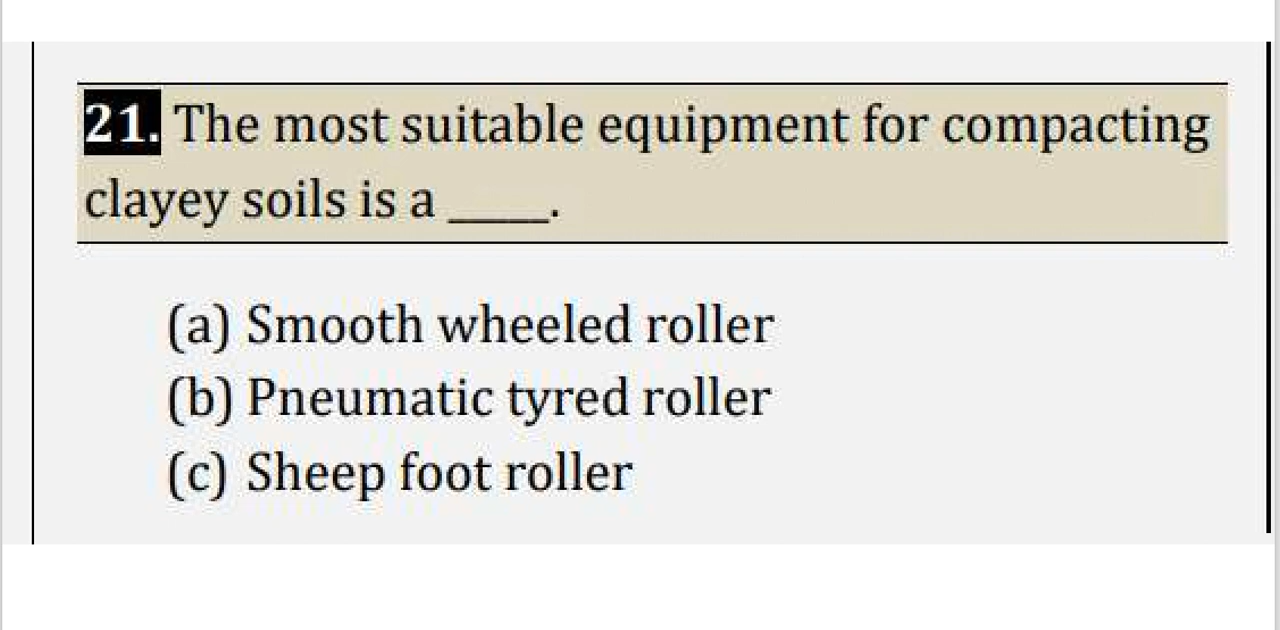 21. The most suitable equipment for compacting
clayey soils is a _____.
(a) Smooth wheeled roller
(b) Pneumatic tyred roller
(c) Sheep foot roller